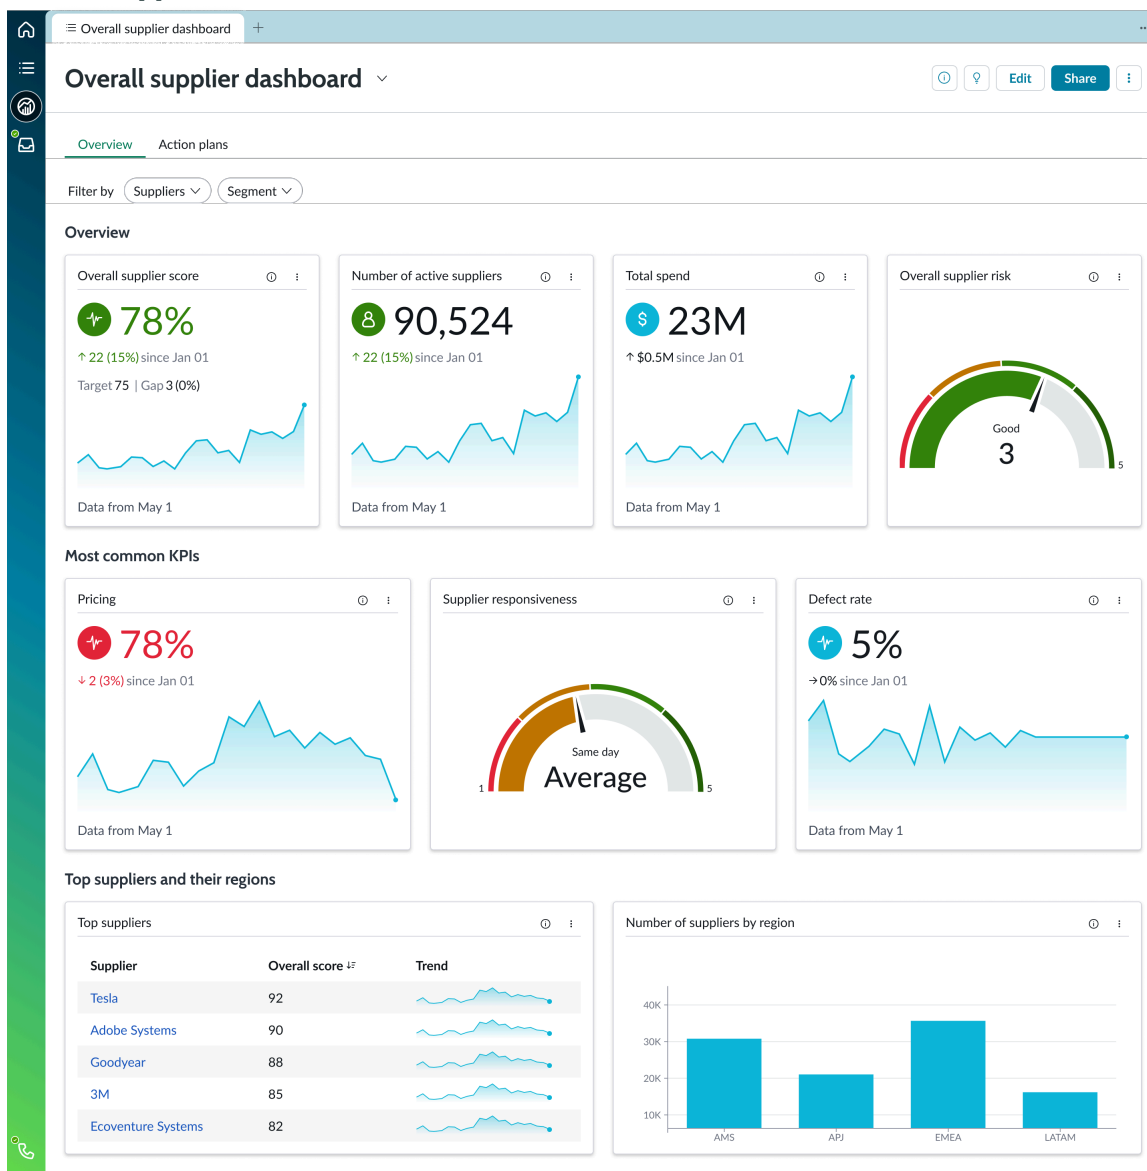 Overall supplier dashboard
Overall supplier dashboard
Edit
Share
Overview
Action plans
Filter by
Suppliers
Segment
Overview
Overall supplier score
78%
↑ 22 (15%) since Jan 01
Target 75 | Gap 3 (0%)
Data from May 1
Number of active suppliers
90,524
↑ 22 (15%) since Jan 01
Data from May 1
Total spend
$
23M
↑ $0.5M since Jan 01
Data from May 1
Overall supplier risk
Good
3
5
Most common KPIs
Pricing
78%
↓ 2 (3%) since Jan 01
Data from May 1
Supplier responsiveness
Same day
Average
1
5
Defect rate
5%
→ 0% since Jan 01
Data from May 1
Top suppliers and their regions
Top suppliers
Supplier Overall score Trend
Tesla 92
Adobe Systems 90
Goodyear 88
3M 85
Ecoventure Systems 82
Number of suppliers by region
40K
30K
20K
10K
AMS APJ EMEA LATAM